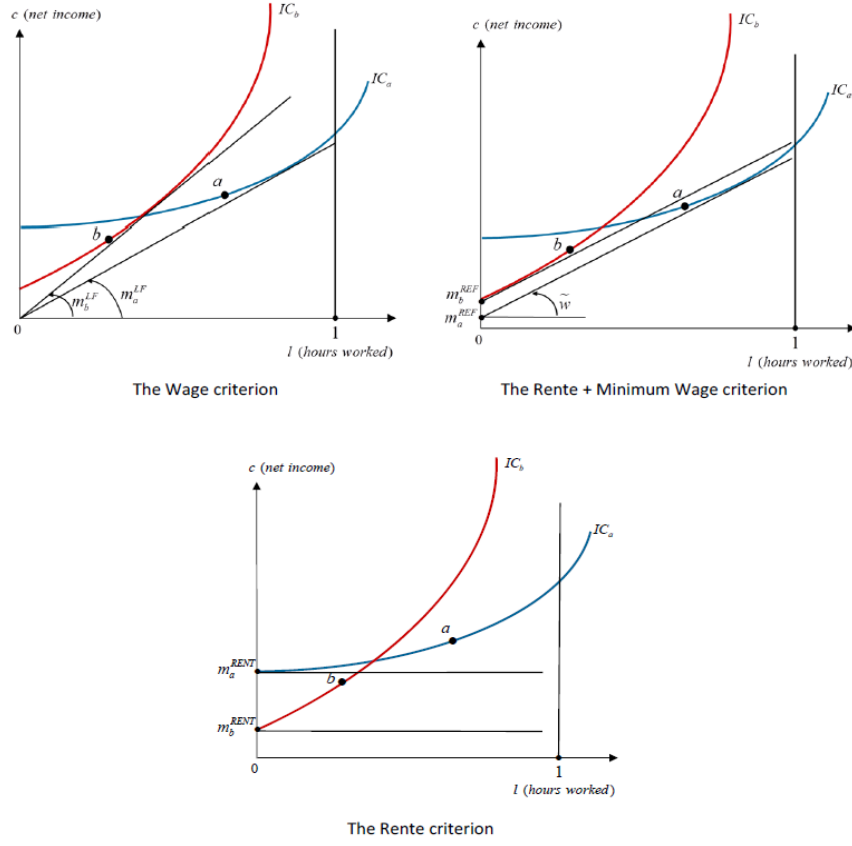 c (net income)
IC_b
IC_a
a
b
m_b^LF
m_a^LF
0
1
l (hours worked)
The Wage criterion
c (net income)
IC_b
IC_a
a
b
m_b^REF
m_a^REF
w̃
0
1
l (hours worked)
The Rente + Minimum Wage criterion
c (net income)
IC_b
IC_a
a
m_a^RENT
b
m_b^RENT
0
1
l (hours worked)
The Rente criterion